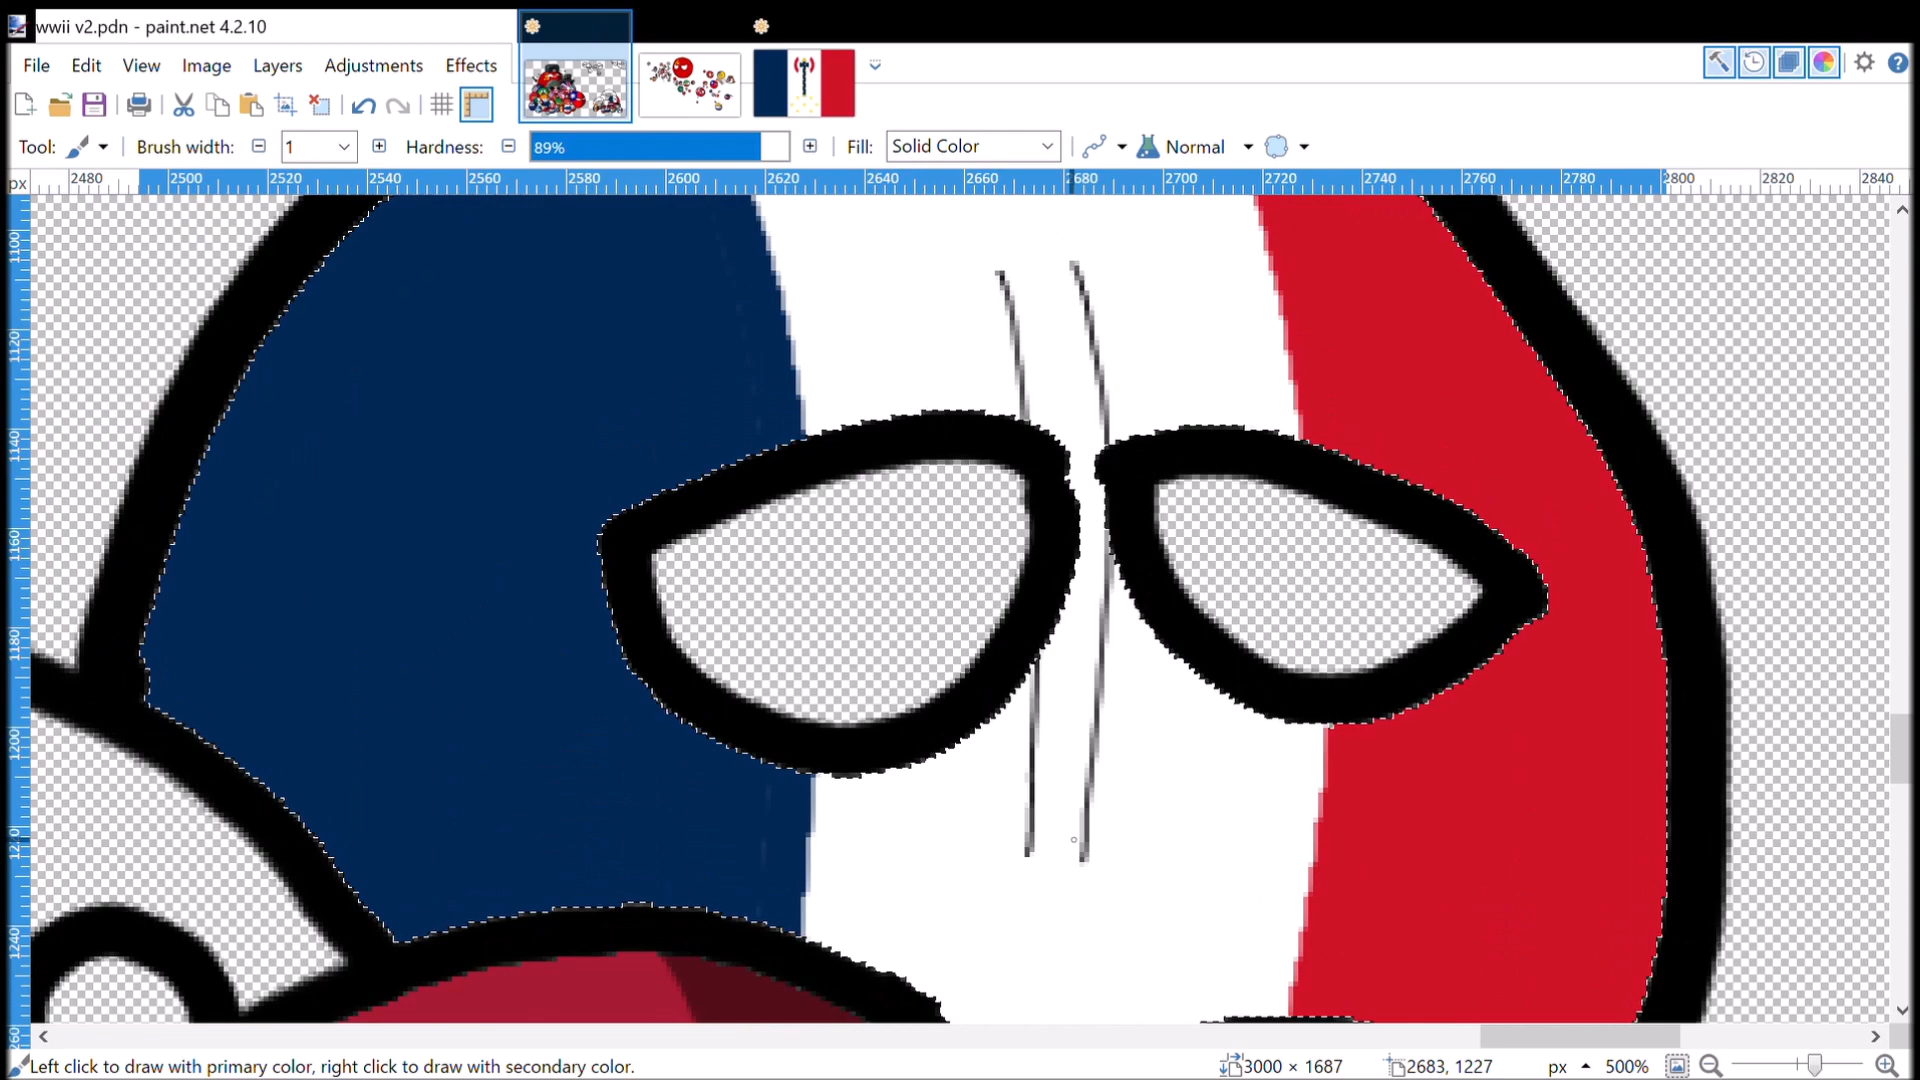 wwii v2.pdn - paint.net 4.2.10
File Edit View Image Layers Adjustments Effects
Tool: Brush width: 1 Hardness: 89% Fill: Solid Color Normal
px 2480 2500 2520 2540 2560 2580 2600 2620 2640 2660 2680 2700 2720 2740 2760 2780 2800 2820 2840
1100
1120
1140
1160
1180
1200
1240
Left click to draw with primary color, right click to draw with secondary color. 3000 × 1687 2683, 1227 px 500%